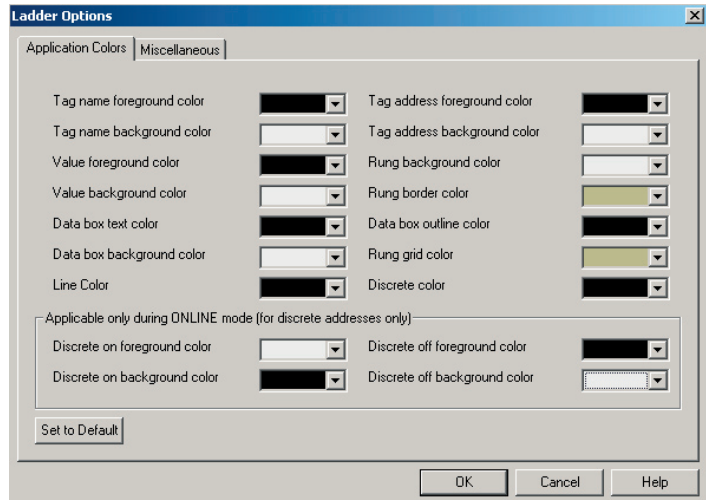 Ladder Options
Application Colors Miscellaneous
Tag name foreground color Tag address foreground color
Tag name background color Tag address background color
Value foreground color Rung background color
Value background color Rung border color
Data box text color Data box outline color
Data box background color Rung grid color
Line Color Discrete color
Applicable only during ONLINE mode (for discrete addresses only)
Discrete on foreground color Discrete off foreground color
Discrete on background color Discrete off background color
Set to Default
OK Cancel Help